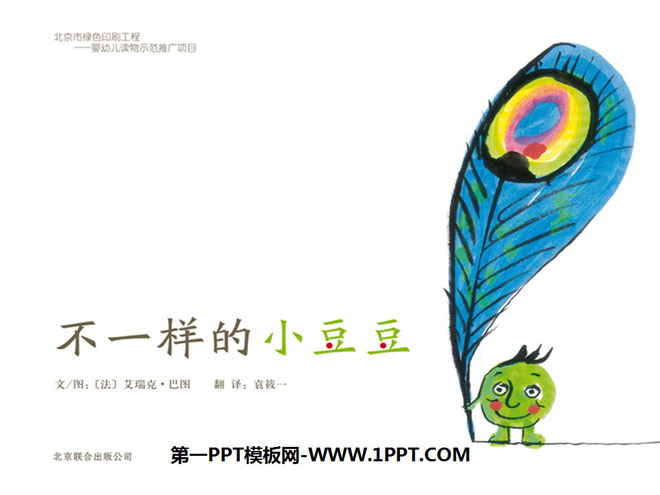 北京市绿色印刷工程
——婴幼儿读物示范推广项目
不一样的小豆豆
文/图：〔法〕艾瑞克·巴图 翻 译：袁筱一
北京联合出版公司
第一PPT模板网-WWW.1PPT.COM